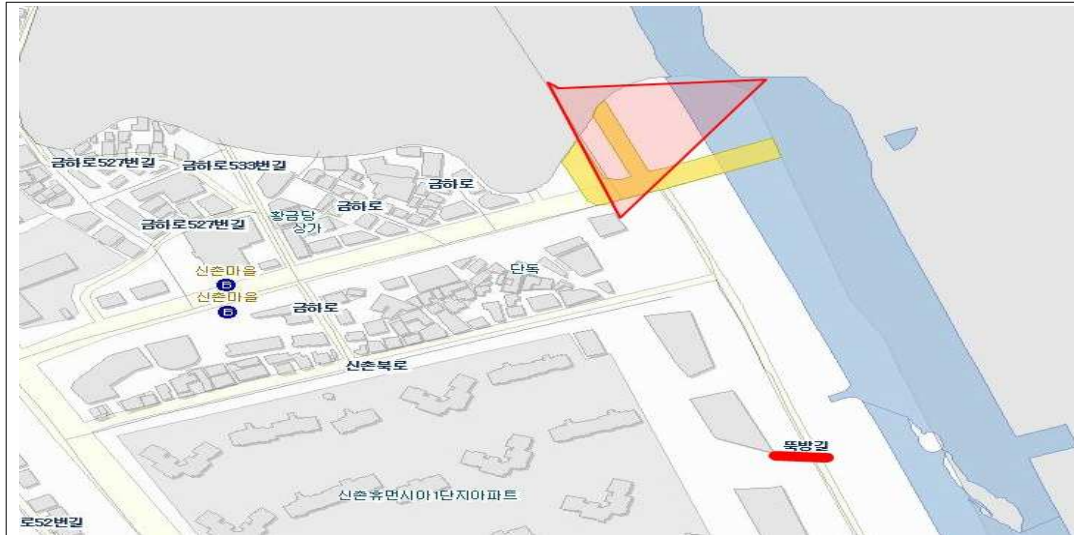 금하로527번길
금하로533번길
금하로
금하로
황금당
상가
금하로527번길
신촌마을
B
신촌마을
B
단독
금하로
신촌북로
뚝방길
신촌휴먼시아1단지아파트
로52번길